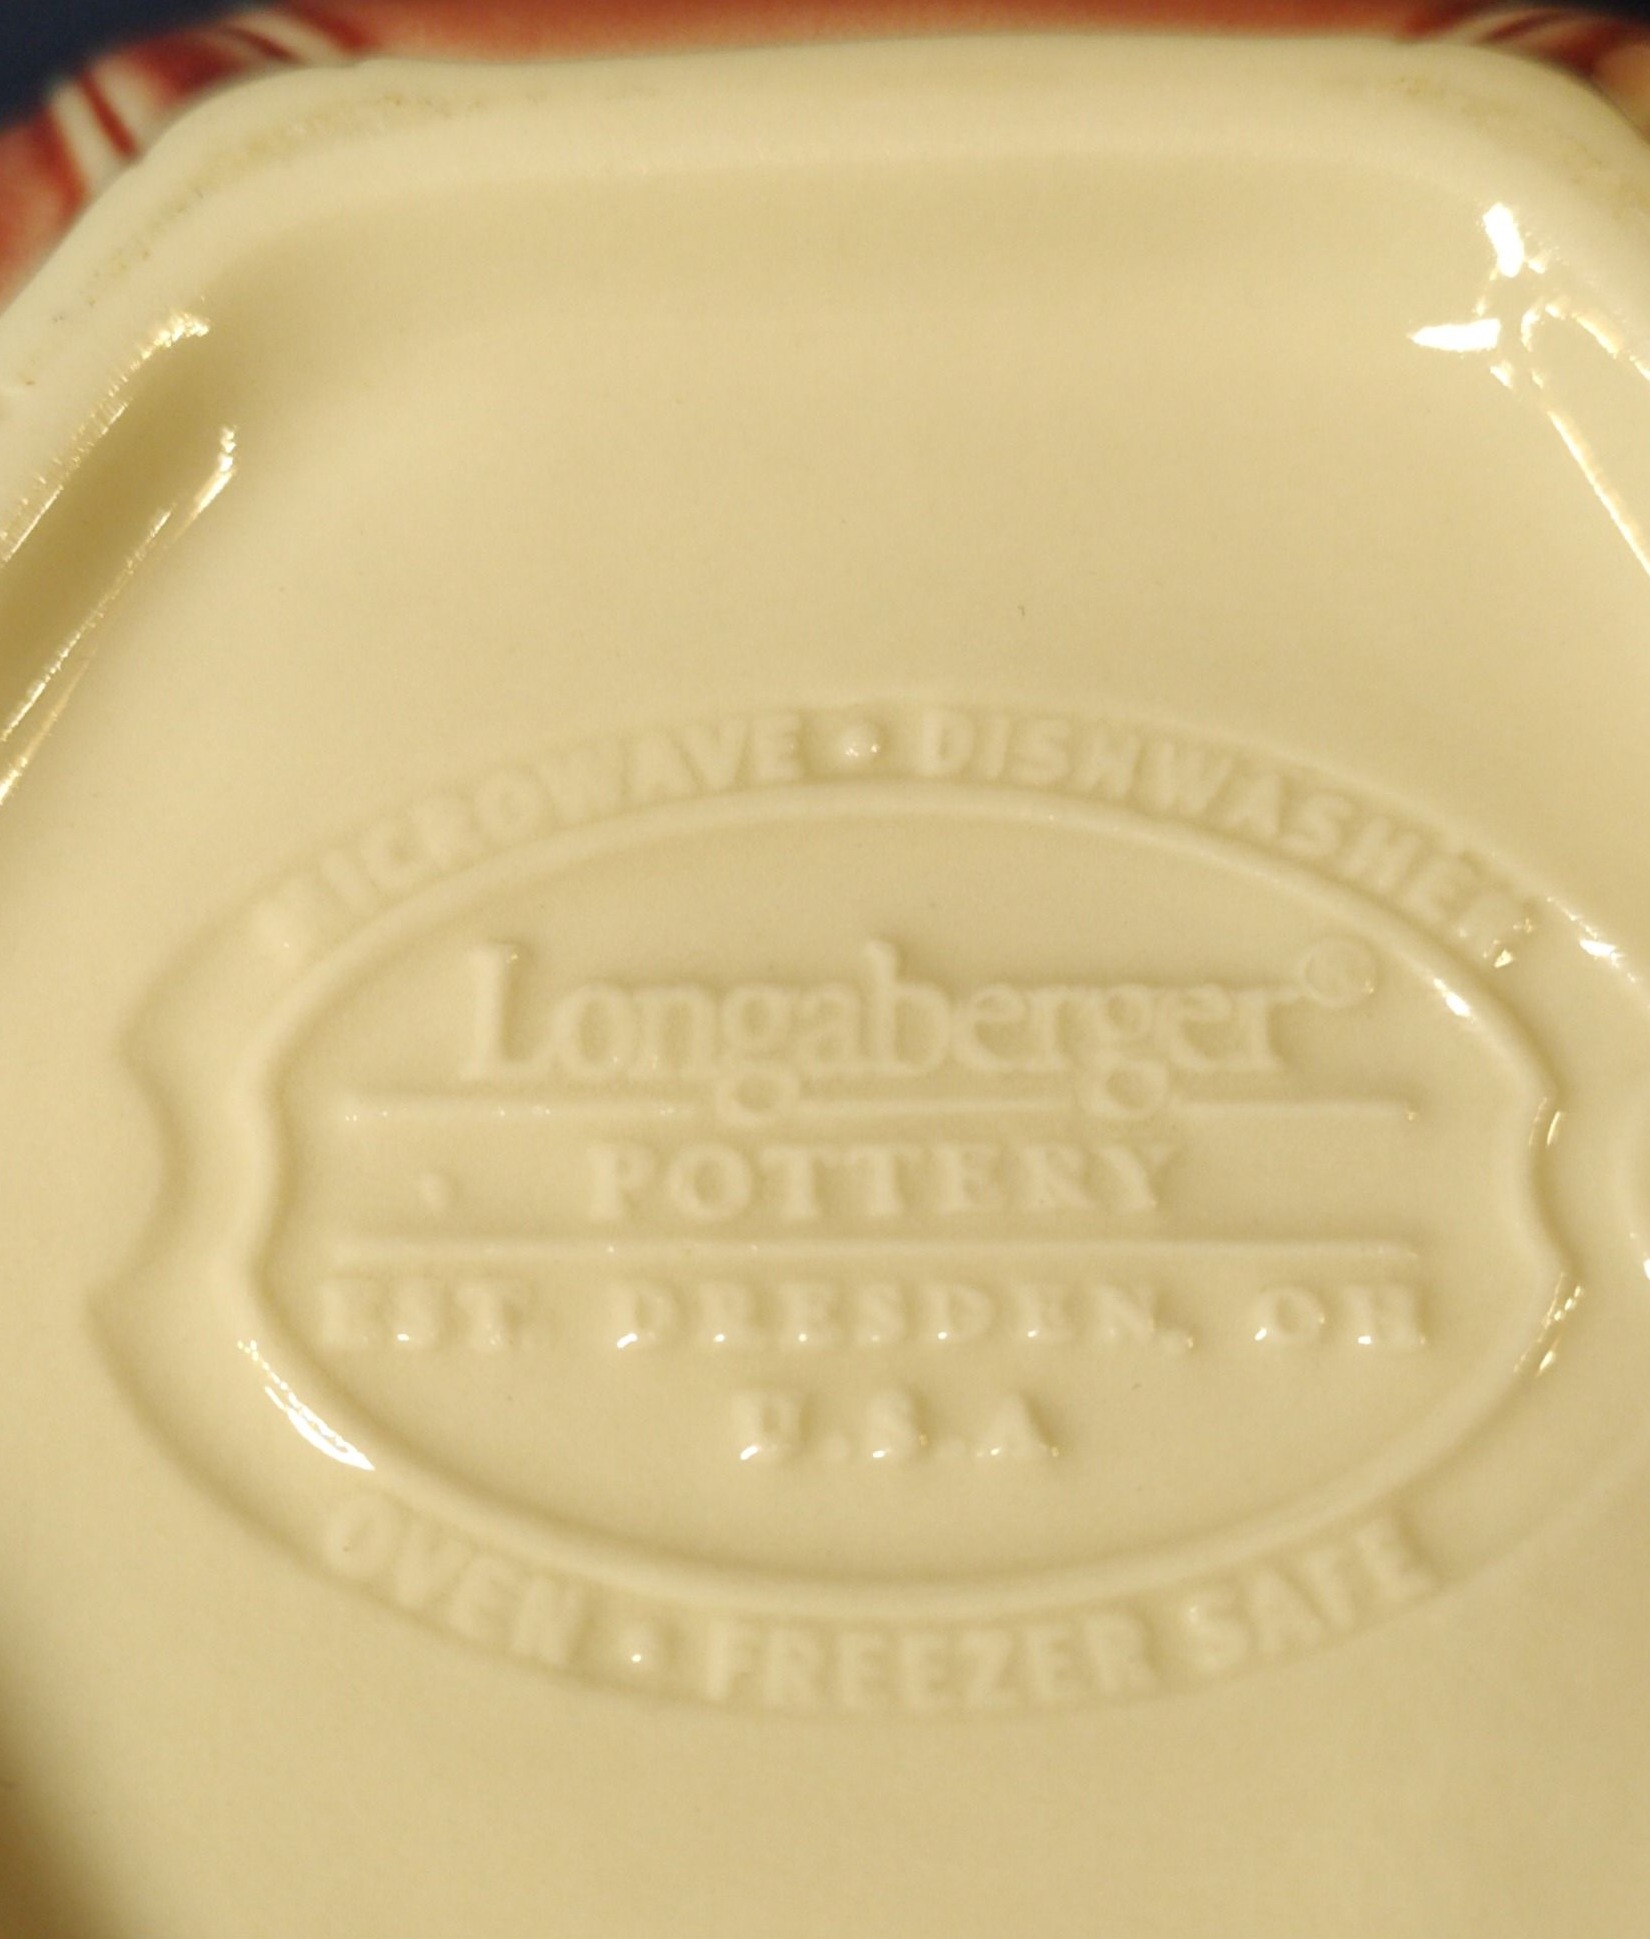 MICROWAVE • DISHWASHER
Longaberger®
POTTERY
EST. DRESDEN, OH
U.S.A
OVEN • FREEZER SAFE